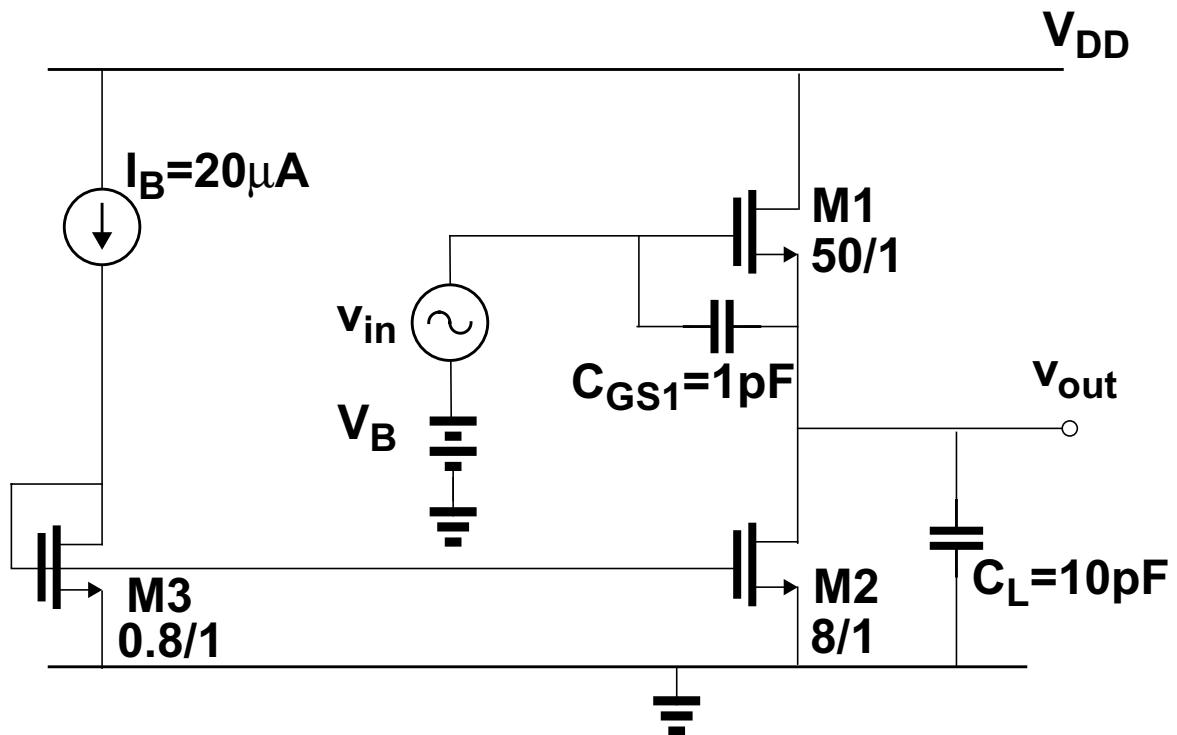 V_DD
I_B=20μA
M1
50/1
v_in
C_GS1=1pF
v_out
V_B
M3
0.8/1
M2
8/1
C_L=10pF